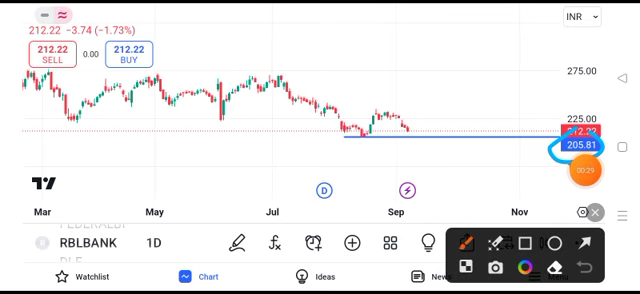 INR
212.22 −3.74 (−1.73%)
212.22
SELL
0.00
212.22
BUY
275.00
225.00
212.22
205.81
00:29
D
Mar
May
Jul
Sep
Nov
RBLBANK
1D
Watchlist
Chart
Ideas
News